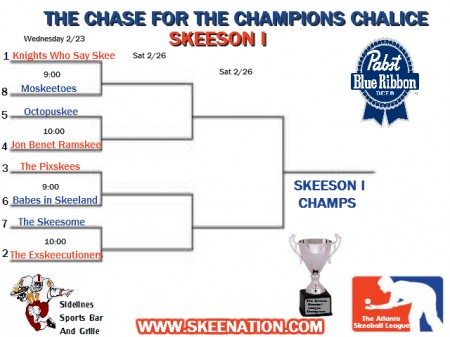 THE CHASE FOR THE CHAMPIONS CHALICE
SKEESON I
Wednesday 2/23
Sat 2/26
Sat 2/26
1 Knights Who Say Skee
9:00
8 Moskeetoes
5 Octopuskee
10:00
4 Jon Benet Ramskee
3 The Pixskees
9:00
6 Babes in Skeeland
7 The Skeesome
10:00
2 The Exskeecutioners
Pabst
Blue Ribbon
BEER
SKEESON I
CHAMPS
Sidelines
Sports Bar
And Grille
The Atlanta
Skeeball League
WWW.SKEENATION.COM